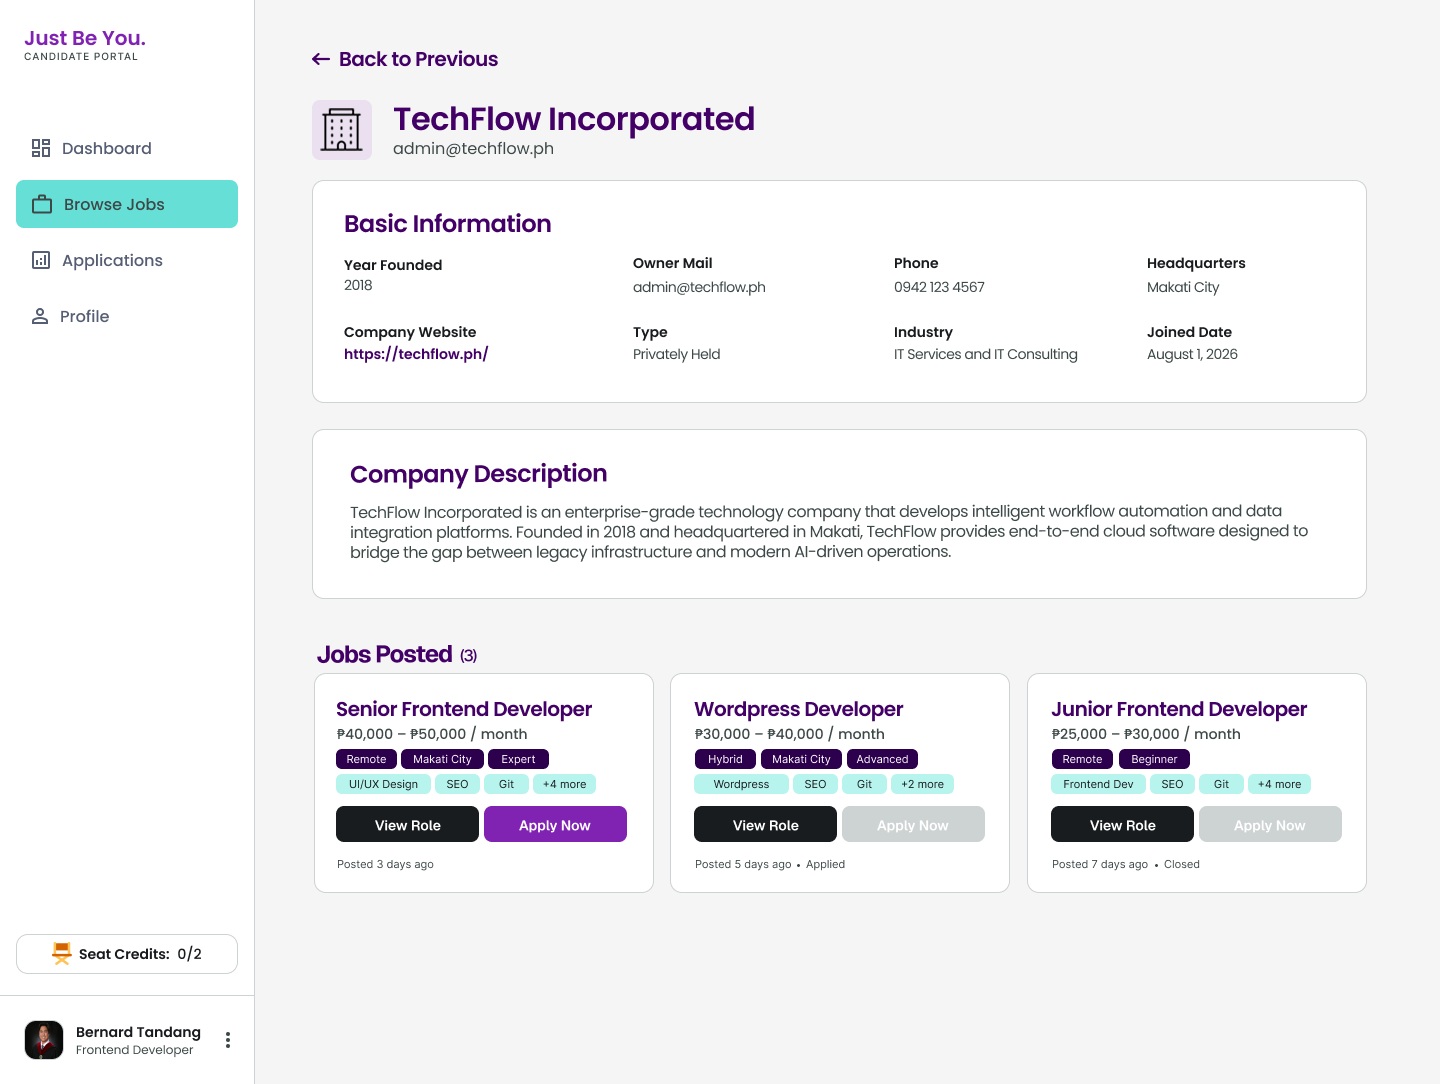 Just Be You.
CANDIDATE PORTAL
Dashboard
Browse Jobs
Applications
Profile
Seat Credits: 0/2
Bernard Tandang
Frontend Developer
Back to Previous
TechFlow Incorporated
admin@techflow.ph
Basic Information
Year Founded
2018
Owner Mail
admin@techflow.ph
Phone
0942 123 4567
Headquarters
Makati City
Company Website
https://techflow.ph/
Type
Privately Held
Industry
IT Services and IT Consulting
Joined Date
August 1, 2026
Company Description
TechFlow Incorporated is an enterprise-grade technology company that develops intelligent workflow automation and data
integration platforms. Founded in 2018 and headquartered in Makati, TechFlow provides end-to-end cloud software designed to
bridge the gap between legacy infrastructure and modern AI-driven operations.
Jobs Posted (3)
Senior Frontend Developer
₱40,000 – ₱50,000 / month
Remote Makati City Expert
UI/UX Design SEO Git +4 more
View Role Apply Now
Posted 3 days ago
Wordpress Developer
₱30,000 – ₱40,000 / month
Hybrid Makati City Advanced
Wordpress SEO Git +2 more
View Role Apply Now
Posted 5 days ago • Applied
Junior Frontend Developer
₱25,000 – ₱30,000 / month
Remote Beginner
Frontend Dev SEO Git +4 more
View Role Apply Now
Posted 7 days ago • Closed